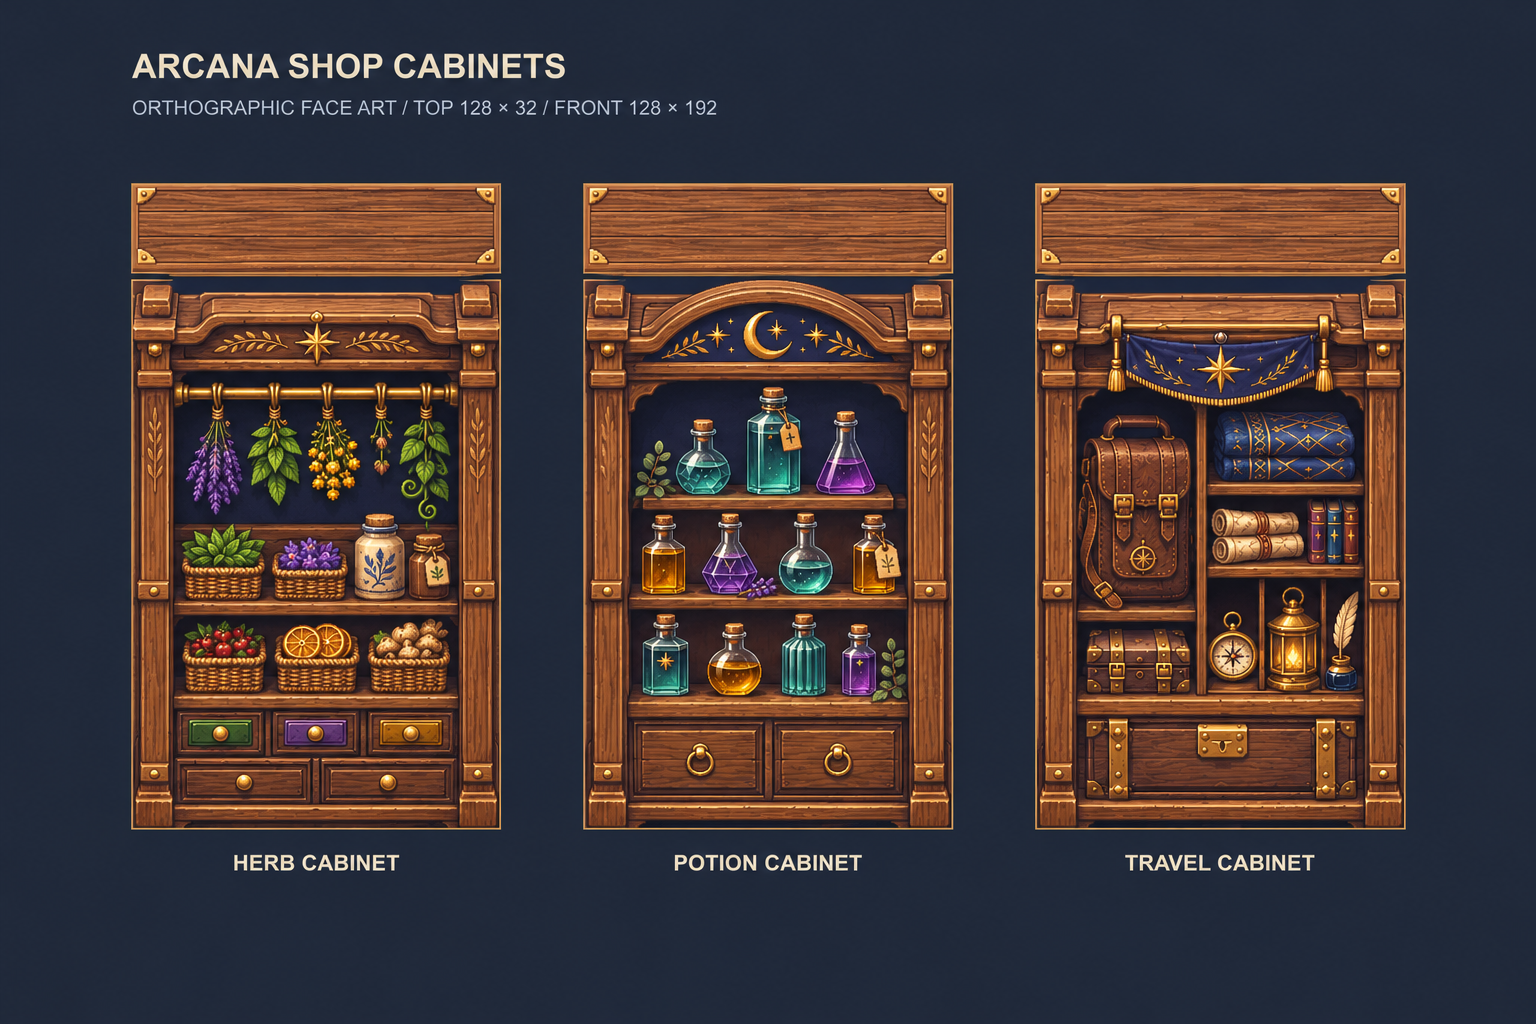 ARCANA SHOP CABINETS
ORTHOGRAPHIC FACE ART / TOP 128 × 32 / FRONT 128 × 192
HERB CABINET
POTION CABINET
TRAVEL CABINET